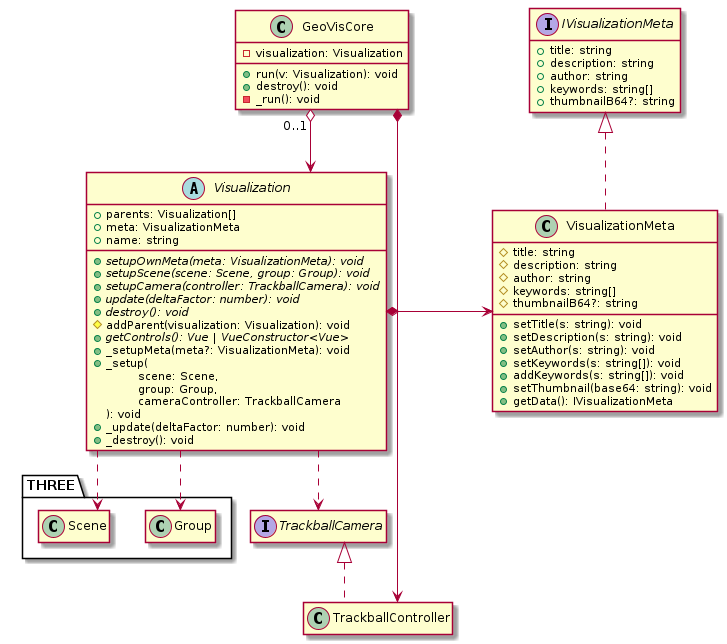 C GeoVisCore
visualization: Visualization
run(v: Visualization): void
destroy(): void
_run(): void
I IVisualizationMeta
title: string
description: string
author: string
keywords: string[]
thumbnailB64?: string
0..1
A Visualization
parents: Visualization[]
meta: VisualizationMeta
name: string
setupOwnMeta(meta: VisualizationMeta): void
setupScene(scene: Scene, group: Group): void
setupCamera(controller: TrackballCamera): void
update(deltaFactor: number): void
destroy(): void
addParent(visualization: Visualization): void
getControls(): Vue | VueConstructor<Vue>
_setupMeta(meta?: VisualizationMeta): void
_setup(
scene: Scene,
group: Group,
cameraController: TrackballCamera
): void
_update(deltaFactor: number): void
_destroy(): void
C VisualizationMeta
title: string
description: string
author: string
keywords: string[]
thumbnailB64?: string
setTitle(s: string): void
setDescription(s: string): void
setAuthor(s: string): void
setKeywords(s: string[]): void
addKeywords(s: string[]): void
setThumbnail(base64: string): void
getData(): IVisualizationMeta
THREE
C Scene
C Group
I TrackballCamera
C TrackballController